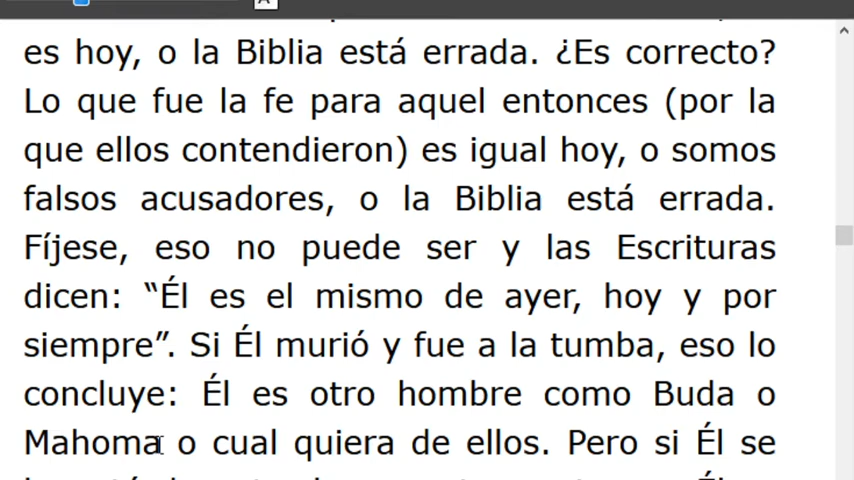 es hoy, o la Biblia está errada. ¿Es correcto?
Lo que fue la fe para aquel entonces (por la
que ellos contendieron) es igual hoy, o somos
falsos acusadores, o la Biblia está errada.
Fíjese, eso no puede ser y las Escrituras
dicen: “Él es el mismo de ayer, hoy y por
siempre”. Si Él murió y fue a la tumba, eso lo
concluye: Él es otro hombre como Buda o
Mahoma o cual quiera de ellos. Pero si Él se